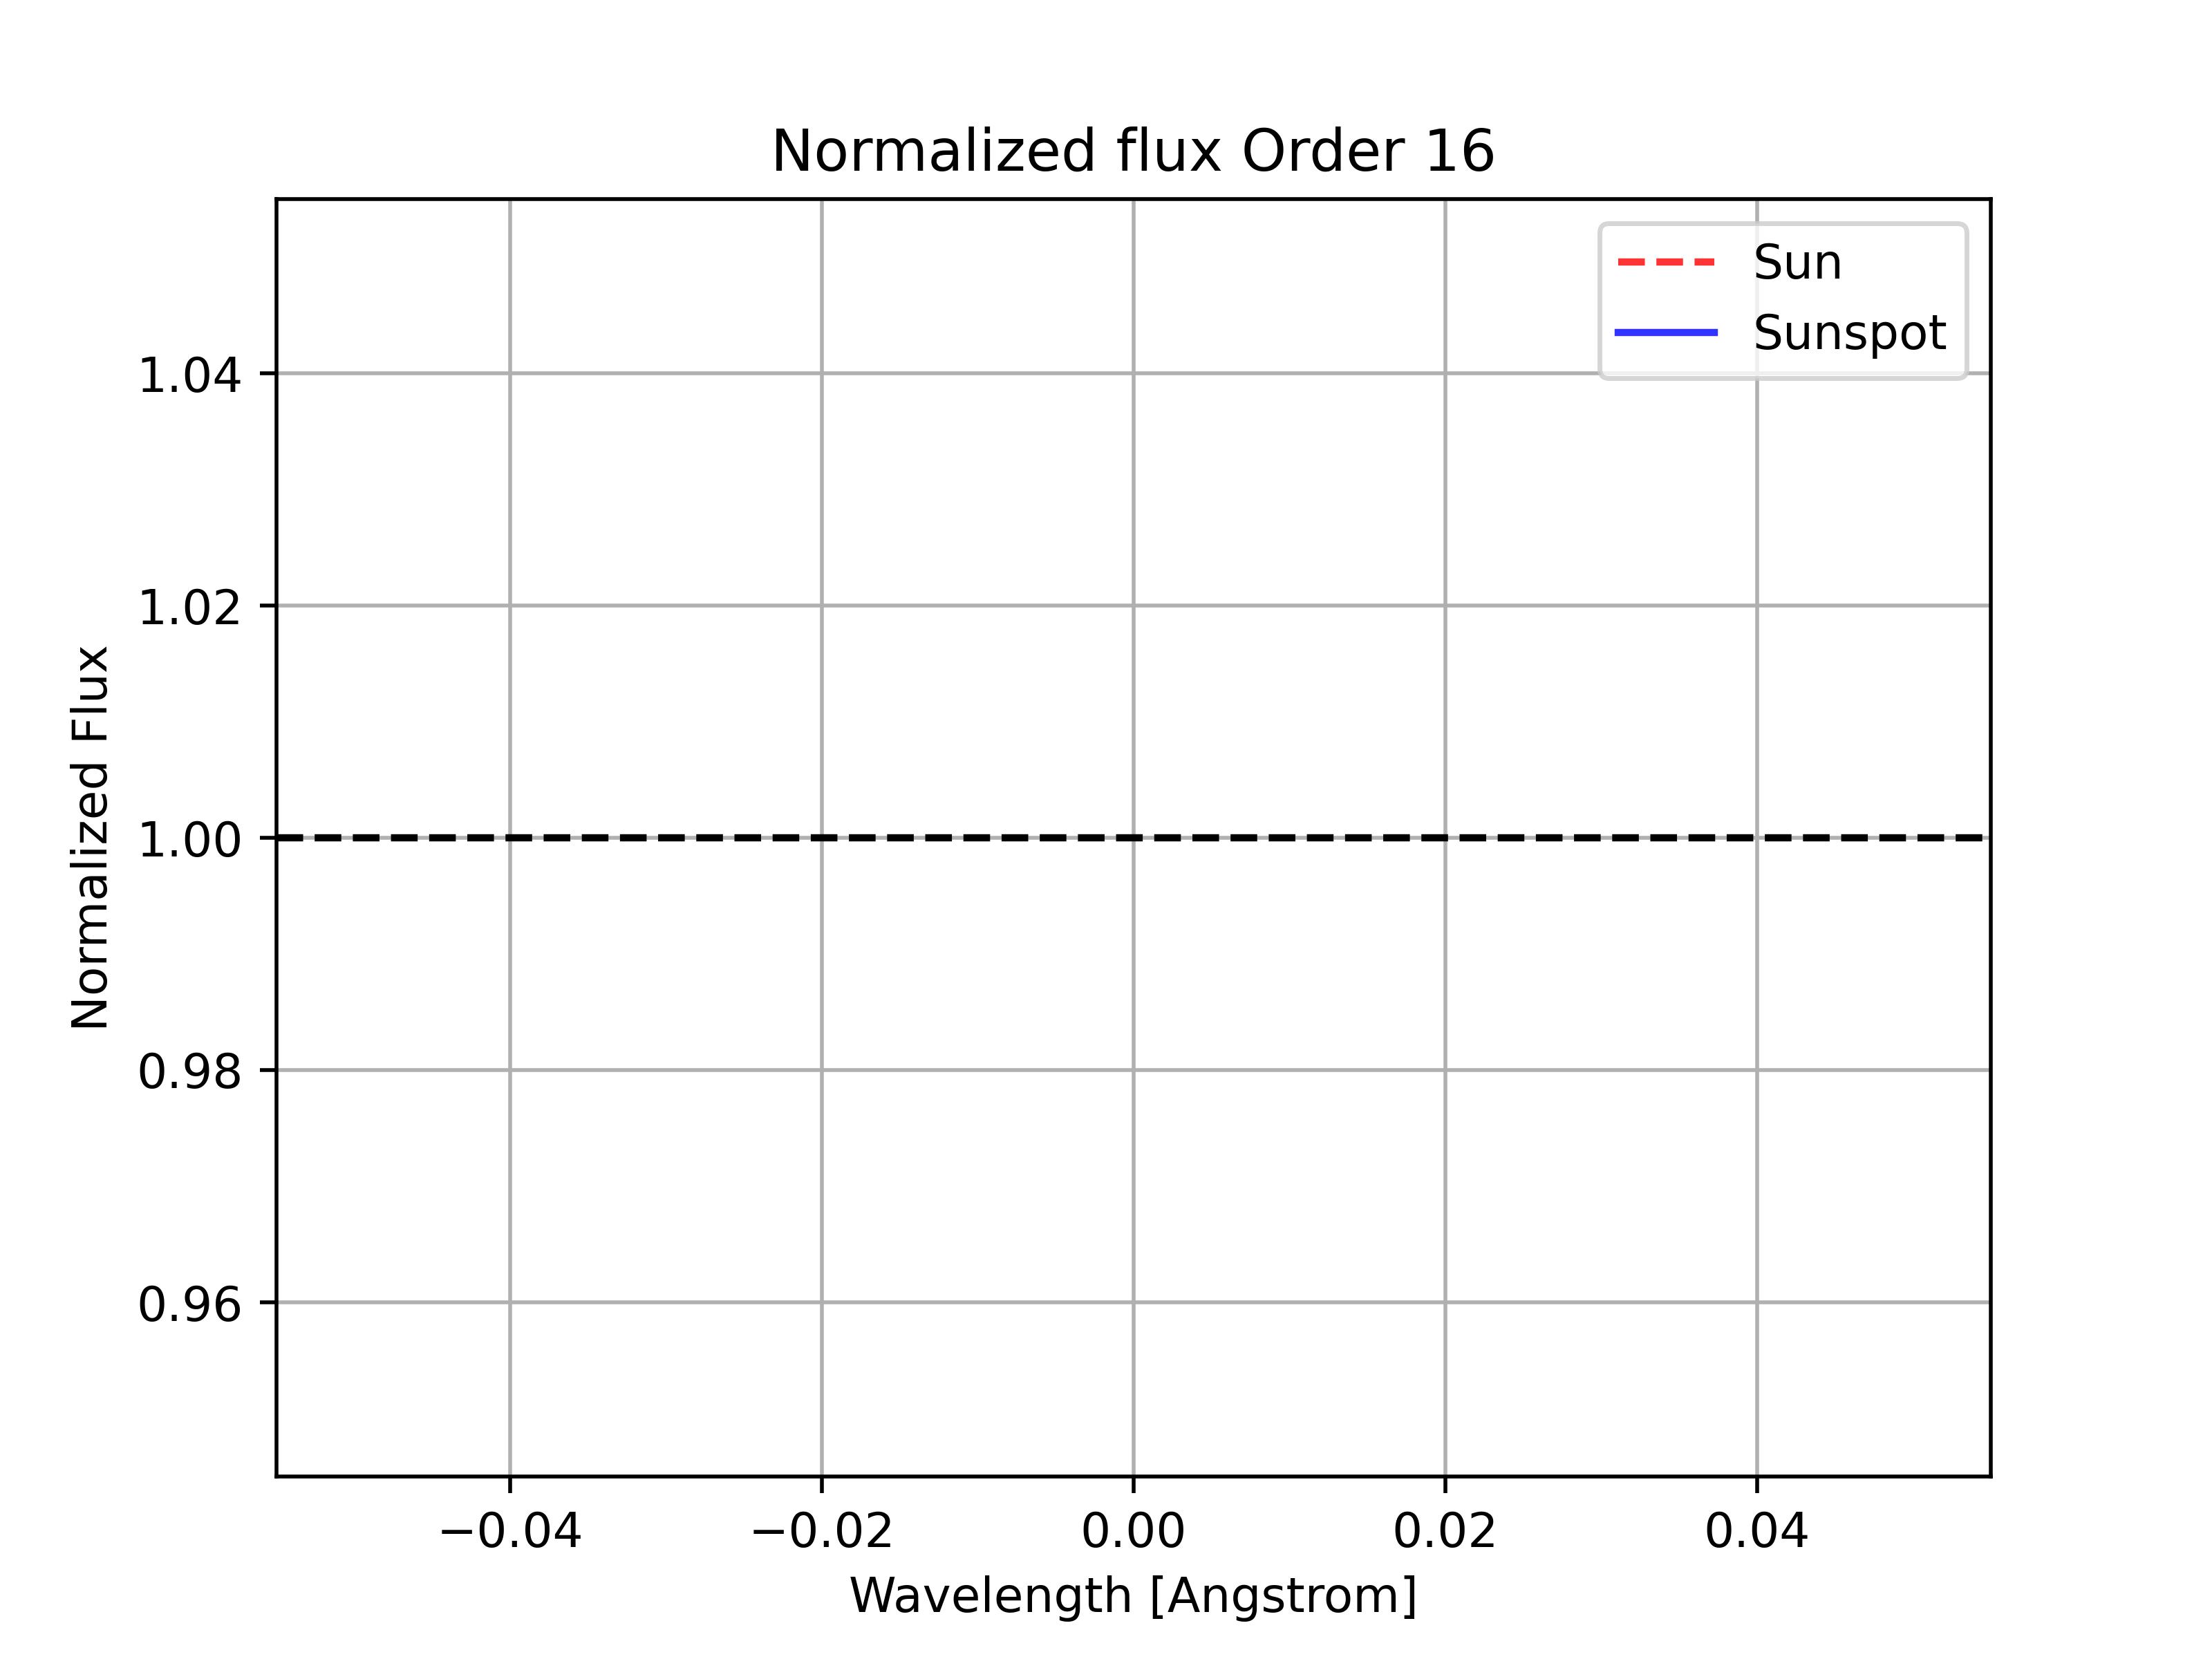 Normalized flux Order 16
Sun
Sunspot
1.04
1.02
1.00
0.98
0.96
Normalized Flux
−0.04
−0.02
0.00
0.02
0.04
Wavelength [Angstrom]